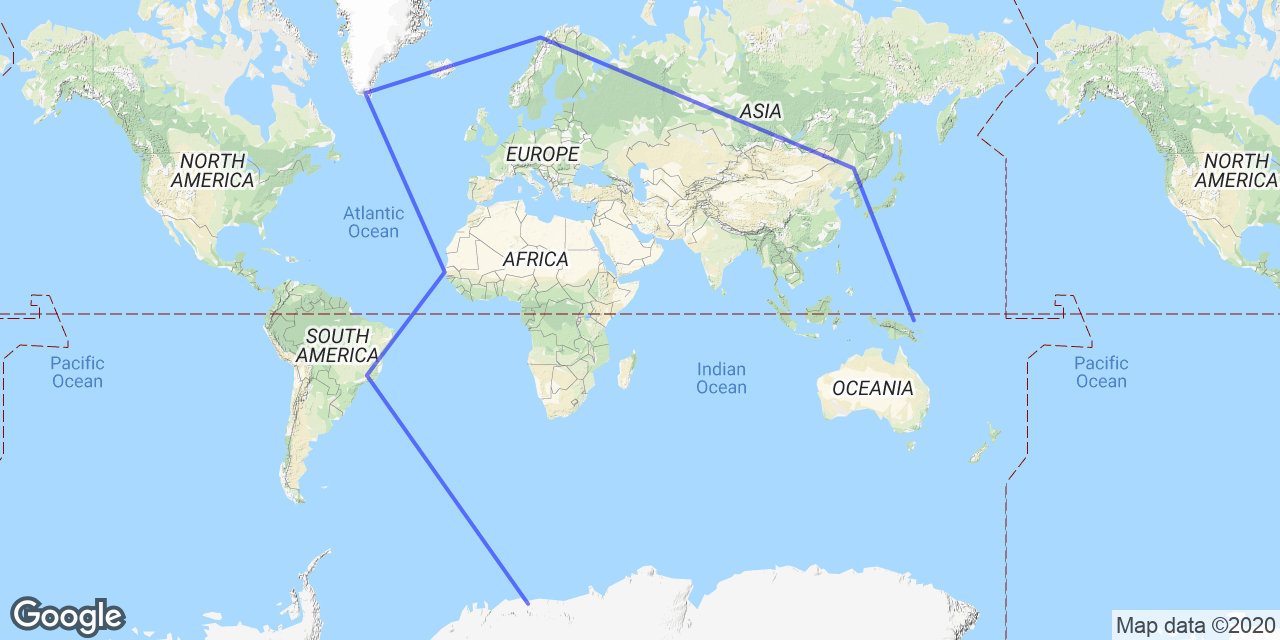 ASIA
EUROPE
NORTH
AMERICA
NORTH
AMERICA
Atlantic
Ocean
AFRICA
SOUTH
AMERICA
Pacific
Ocean
Indian
Ocean
OCEANIA
Pacific
Ocean
Google
Map data ©2020